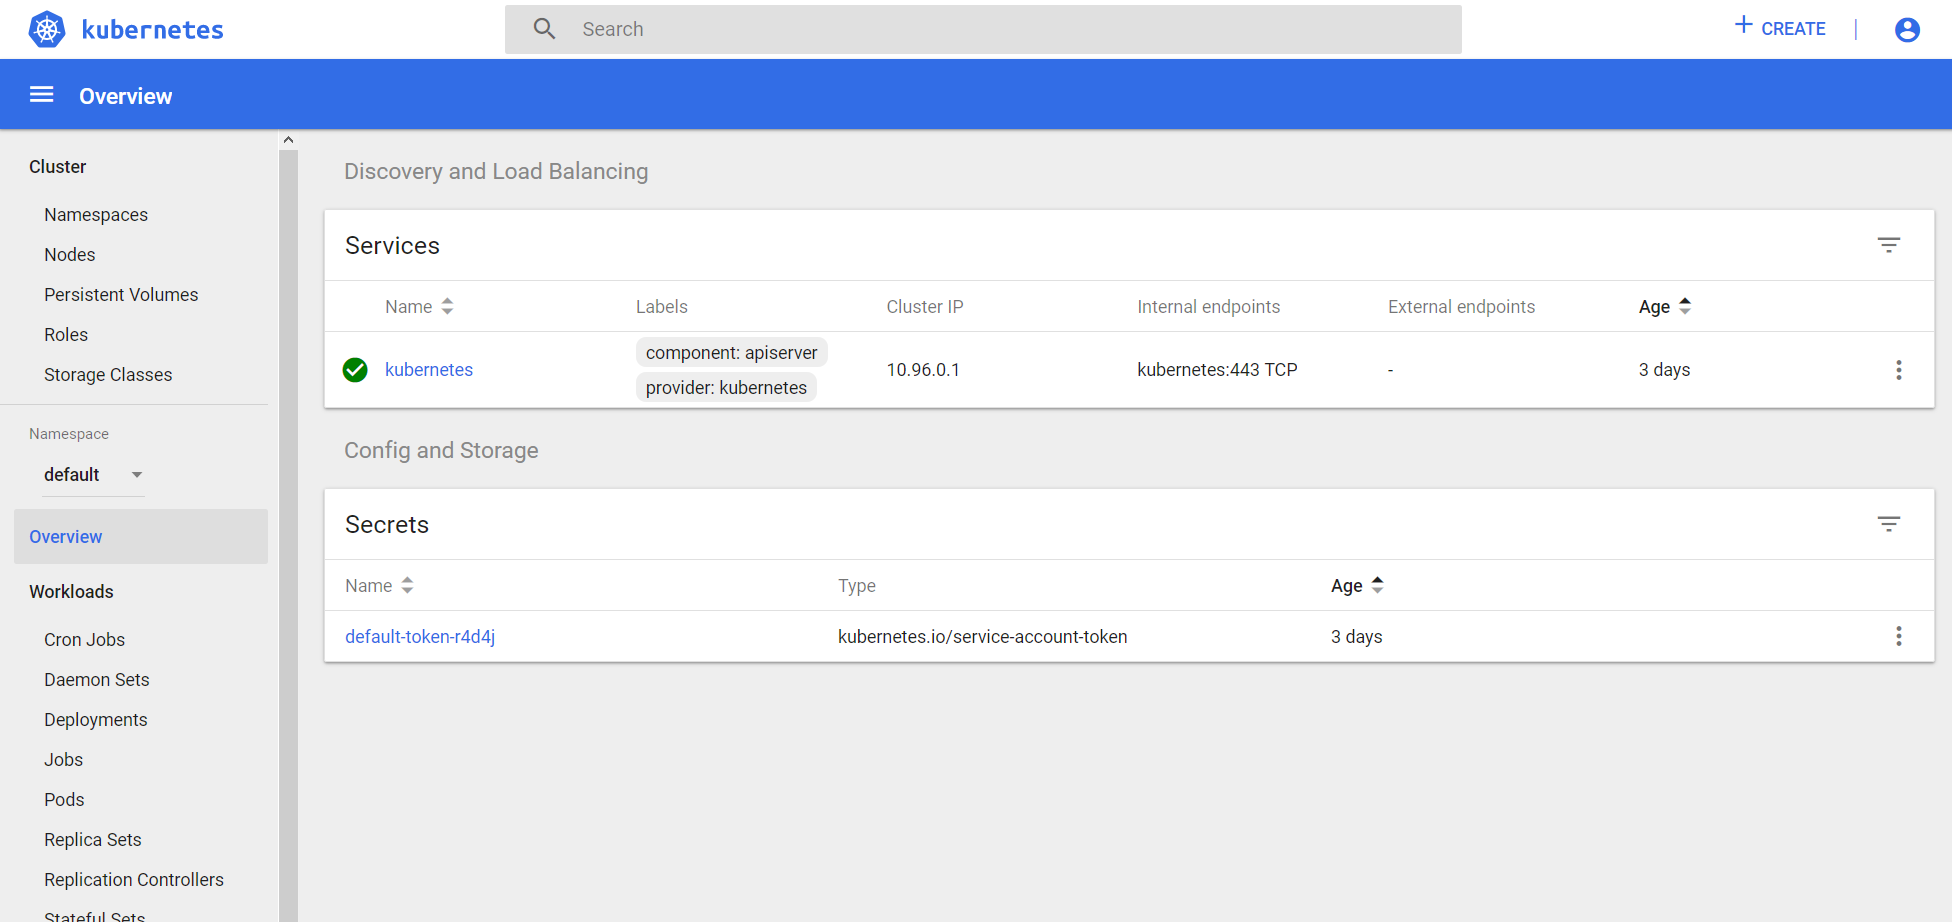 kubernetes
Search
CREATE
Overview
Cluster
Namespaces
Nodes
Persistent Volumes
Roles
Storage Classes
Namespace
default
Overview
Workloads
Cron Jobs
Daemon Sets
Deployments
Jobs
Pods
Replica Sets
Replication Controllers
Stateful Sets
Discovery and Load Balancing
Services
Name Labels Cluster IP Internal endpoints External endpoints Age
kubernetes component: apiserver 10.96.0.1 kubernetes:443 TCP - 3 days
provider: kubernetes
Config and Storage
Secrets
Name Type Age
default-token-r4d4j kubernetes.io/service-account-token 3 days